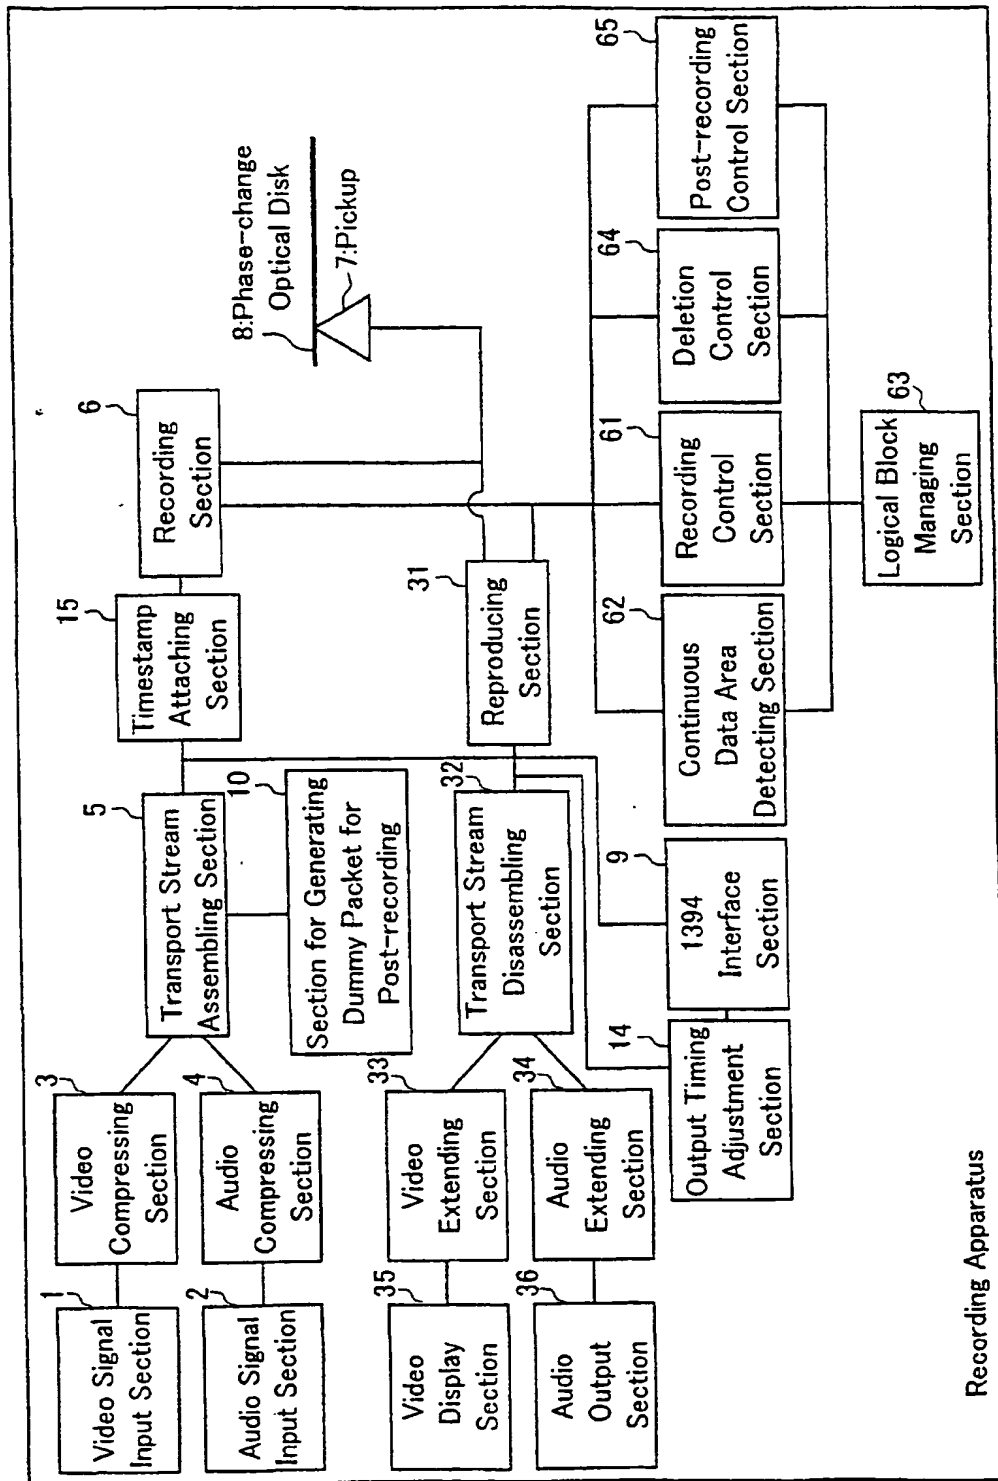 1
Video Signal
Input Section
3
Video
Compressing
Section
2
Audio Signal
Input Section
4
Audio
Compressing
Section
5
Transport Stream
Assembling Section
15
Timestamp
Attaching
Section
6
Recording
Section
8:Phase-change
Optical Disk
7:Pickup
10
Section for Generating
Dummy Packet for
Post-recording
35
Video
Display
Section
33
Video
Extending
Section
36
Audio
Output
Section
34
Audio
Extending
Section
32
Transport Stream
Disassembling
Section
31
Reproducing
Section
14
Output Timing
Adjustment
Section
9
1394
Interface
Section
62
Continuous
Data Area
Detecting Section
61
Recording
Control
Section
64
Deletion
Control
Section
65
Post-recording
Control Section
63
Logical Block
Managing
Section
Recording Apparatus